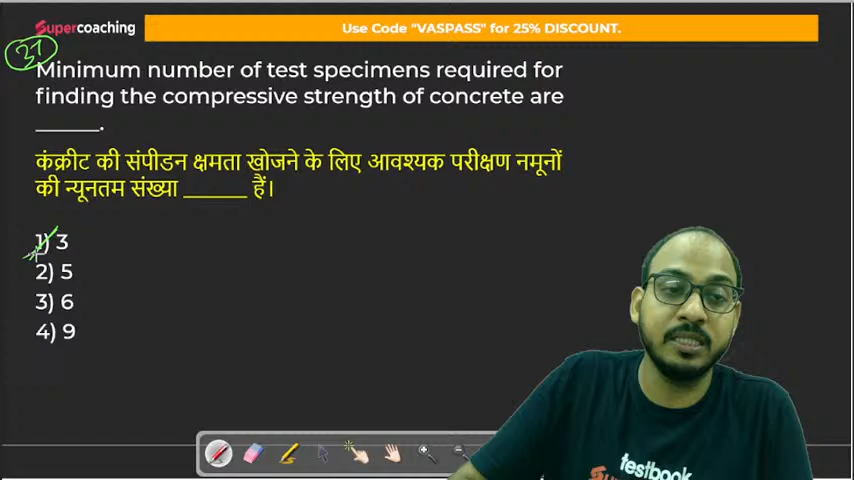 Supercoaching
Use Code "VASPASS" for 25% DISCOUNT.
37
Minimum number of test specimens required for
finding the compressive strength of concrete are
______.
कंक्रीट की संपीडन क्षमता खोजने के लिए आवश्यक परीक्षण नमूनों
की न्यूनतम संख्या ______ हैं।
1) 3
2) 5
3) 6
4) 9
testbook